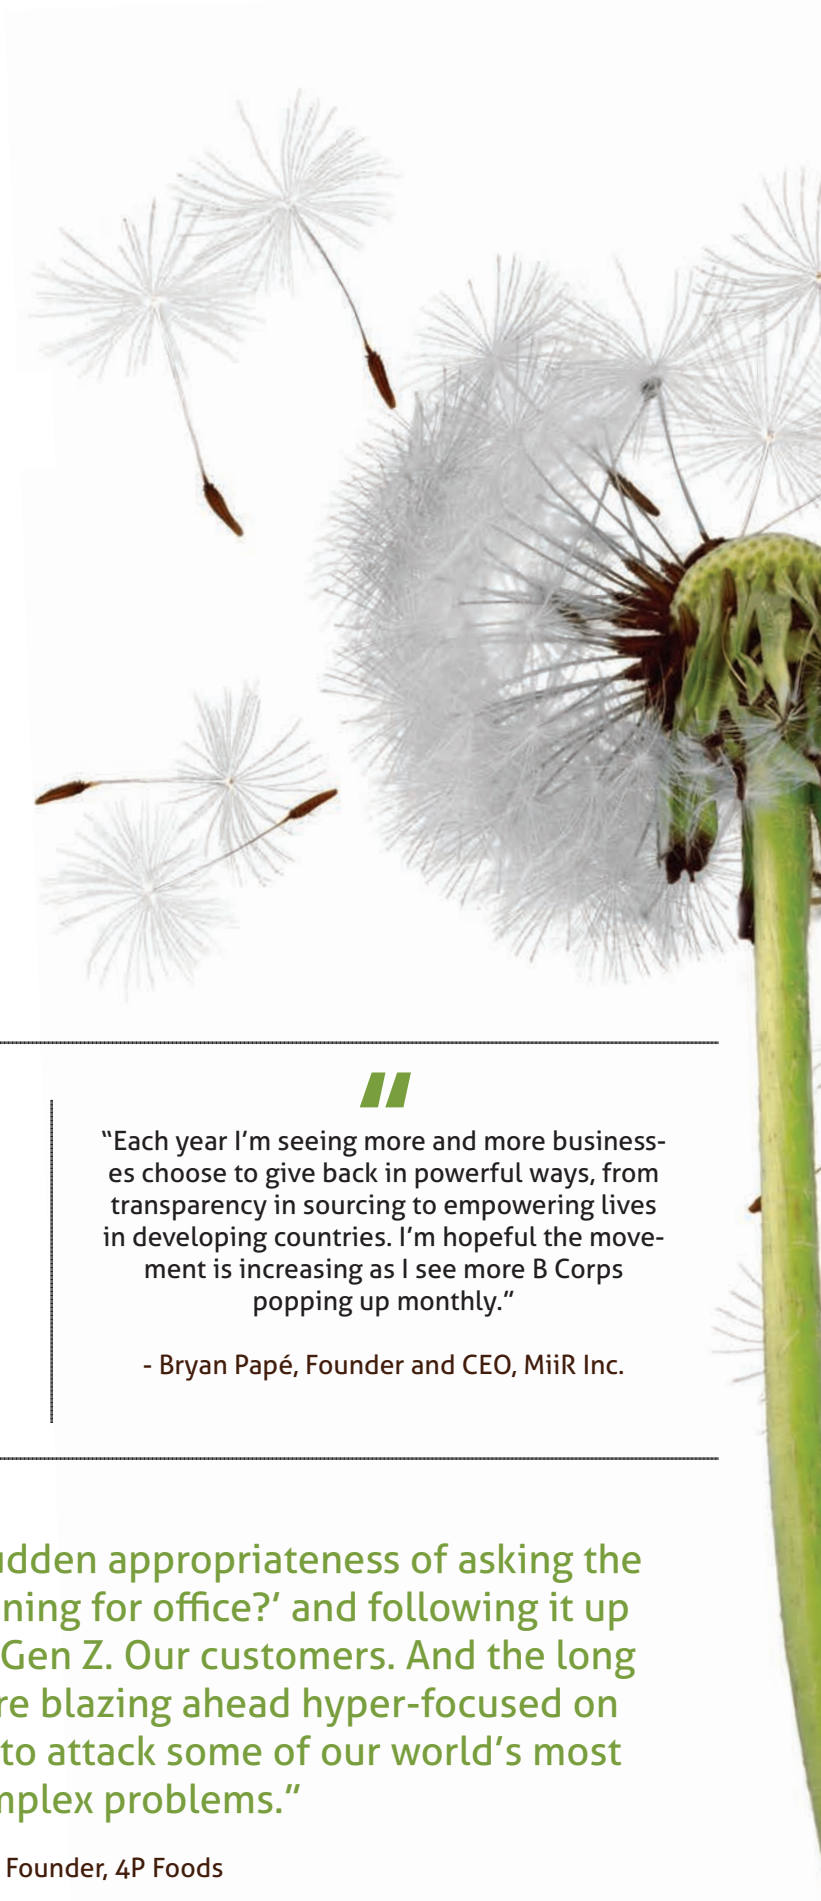 “Each year I’m seeing more and more business-
es choose to give back in powerful ways, from
transparency in sourcing to empowering lives
in developing countries. I’m hopeful the move-
ment is increasing as I see more B Corps
popping up monthly.”
- Bryan Papé, Founder and CEO, MiiR Inc.
appropriateness of asking the
for office?’ and following it up
Gen Z. Our customers. And the long
blazing ahead hyper-focused on
to attack some of our world’s most
problems.”
Founder, 4P Foods